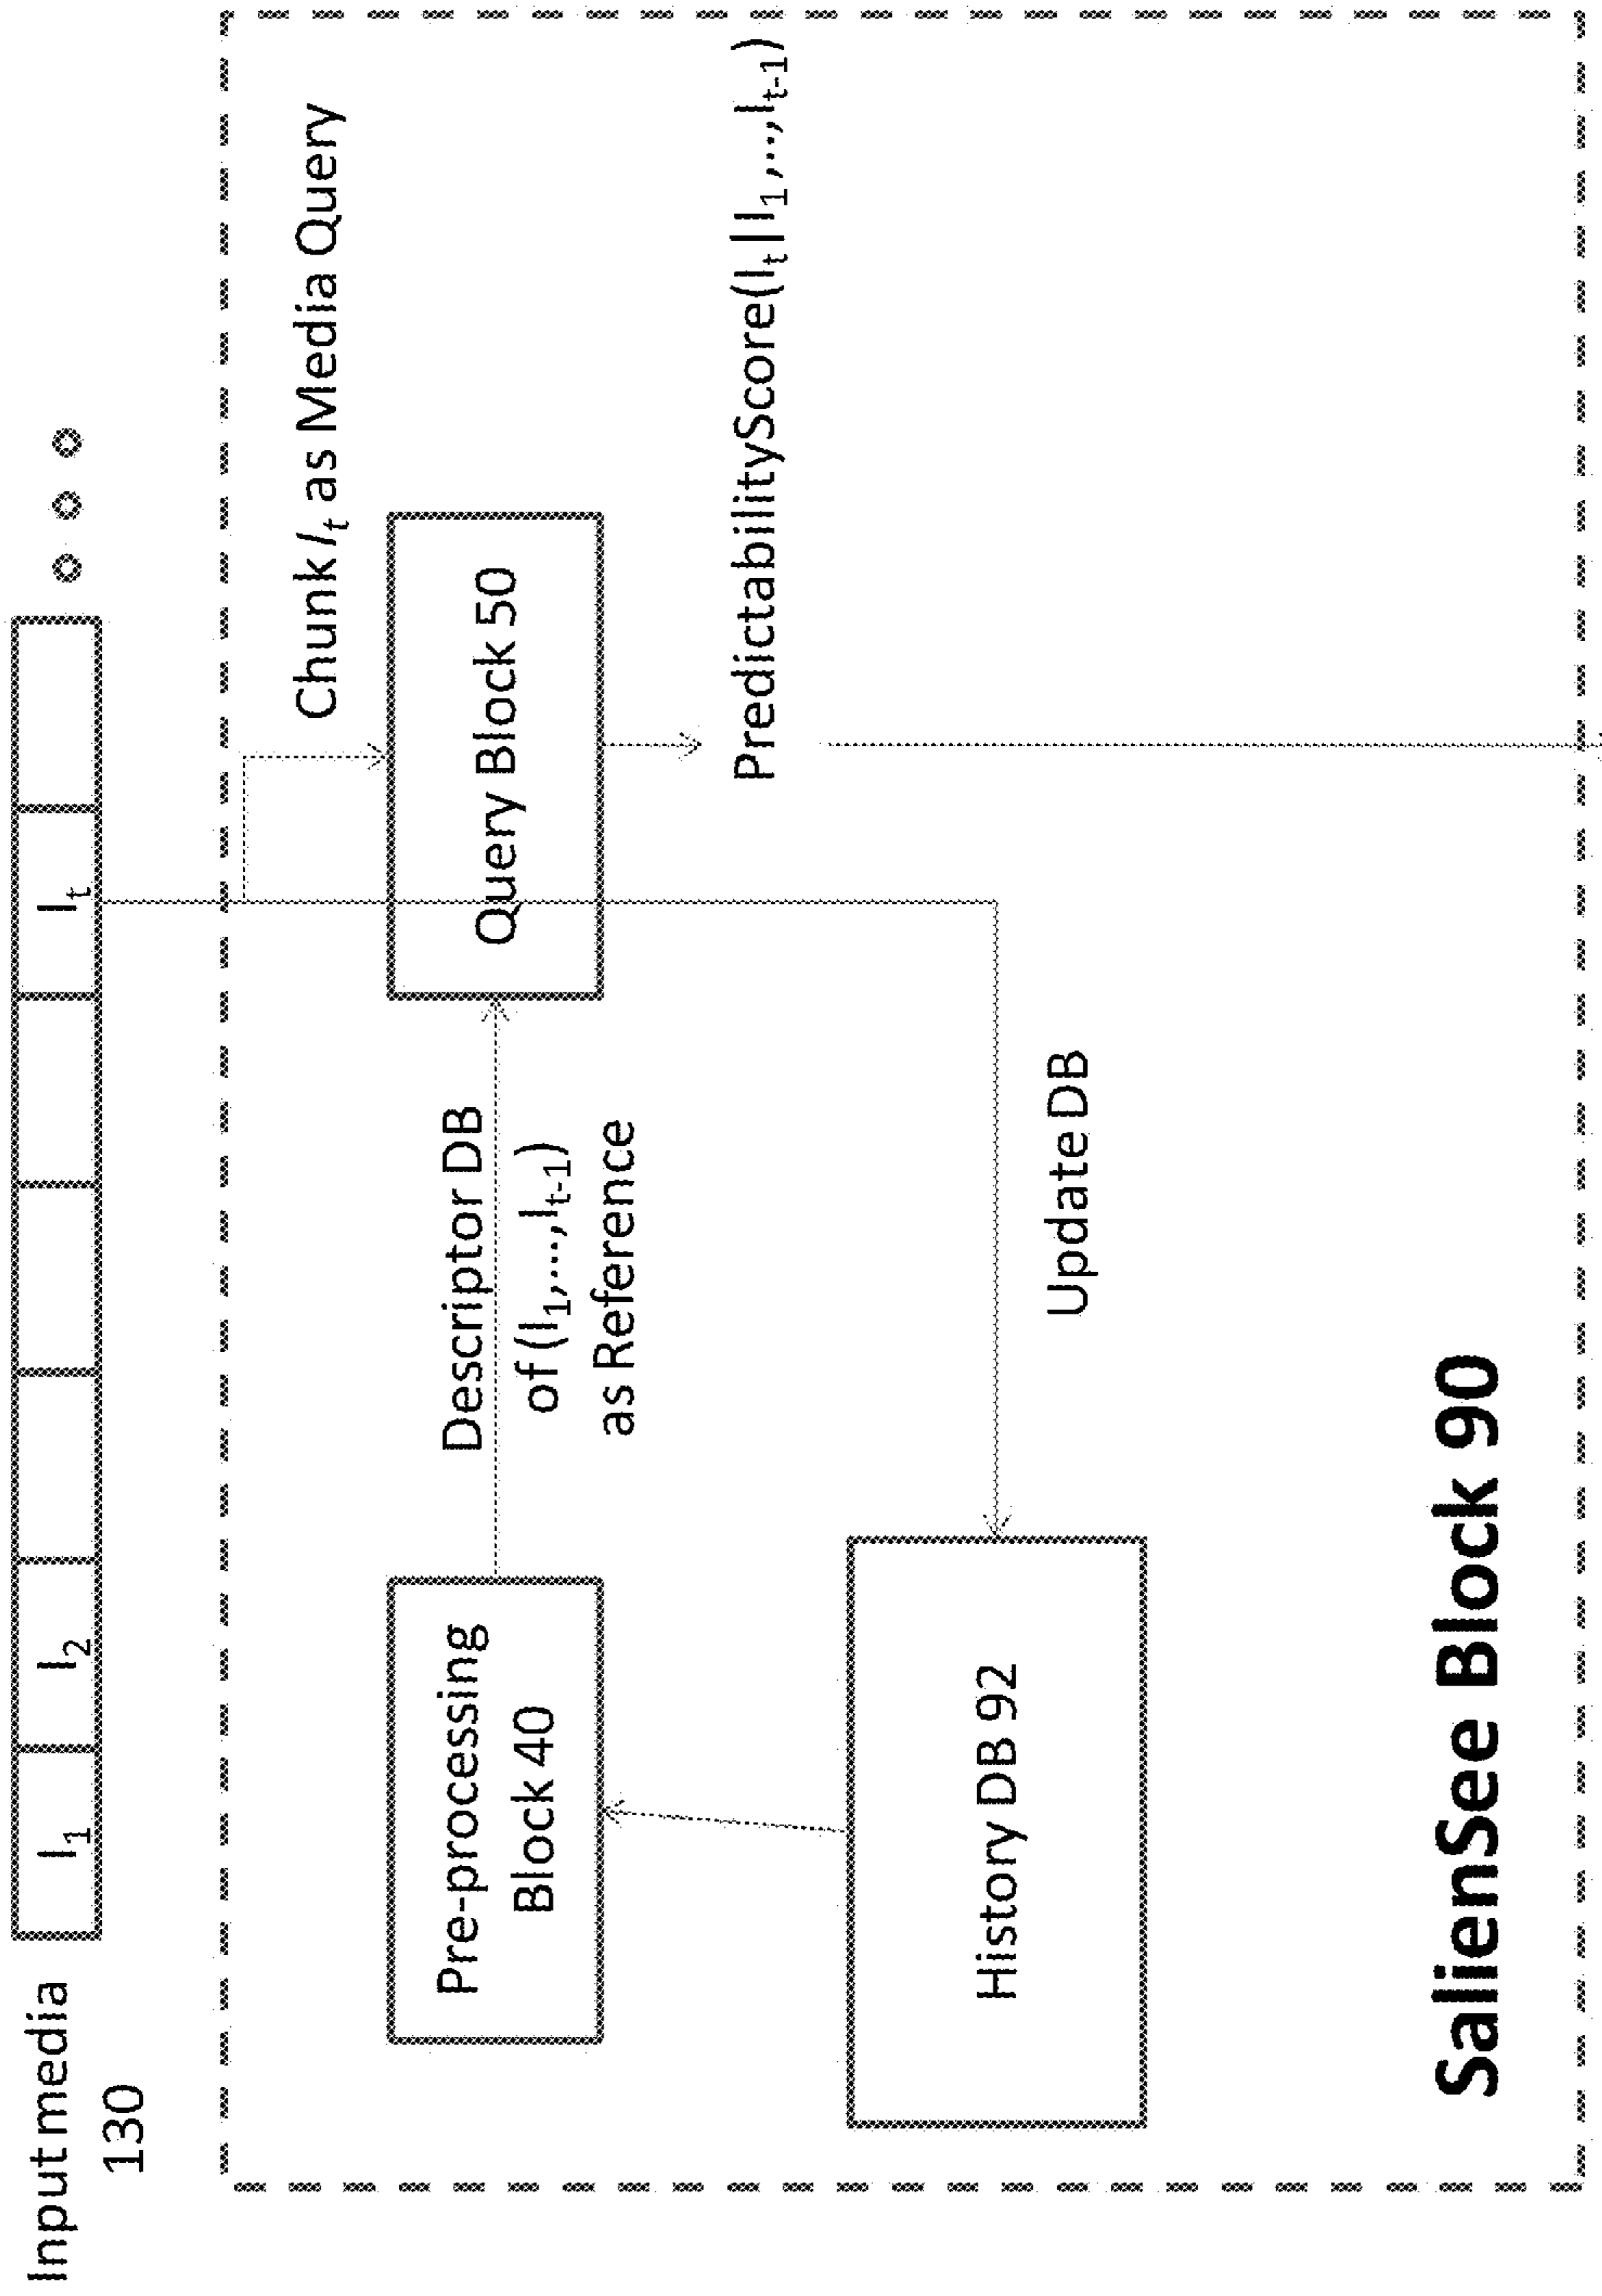 Input media
130
I₁
I₂
Iₜ
Chunk Iₜ as Media Query
Pre-processing
Block 40
Descriptor DB
of (I₁,...,Iₜ₋₁)
as Reference
Query Block 50
PredictabilityScore(Iₜ|I₁,..,Iₜ₋₁)
History DB 92
Update DB
SalienSee Block 90